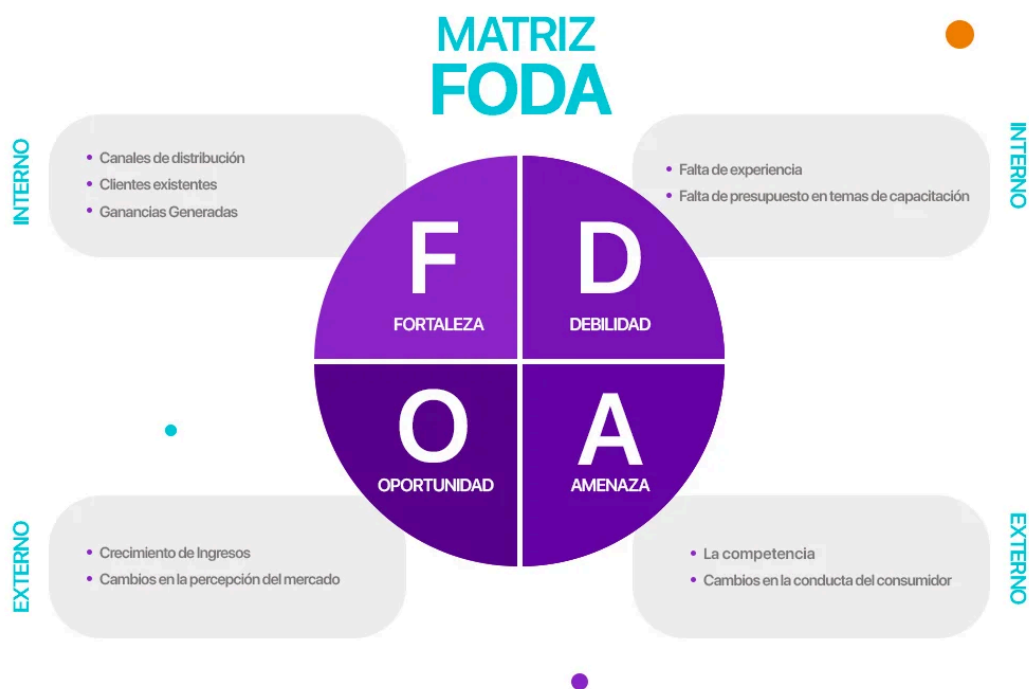 MATRIZ
FODA
INTERNO
• Canales de distribución
• Clientes existentes
• Ganancias Generadas
INTERNO
• Falta de experiencia
• Falta de presupuesto en temas de capacitación
F
FORTALEZA
D
DEBILIDAD
O
OPORTUNIDAD
A
AMENAZA
EXTERNO
• Crecimiento de Ingresos
• Cambios en la percepción del mercado
EXTERNO
• La competencia
• Cambios en la conducta del consumidor